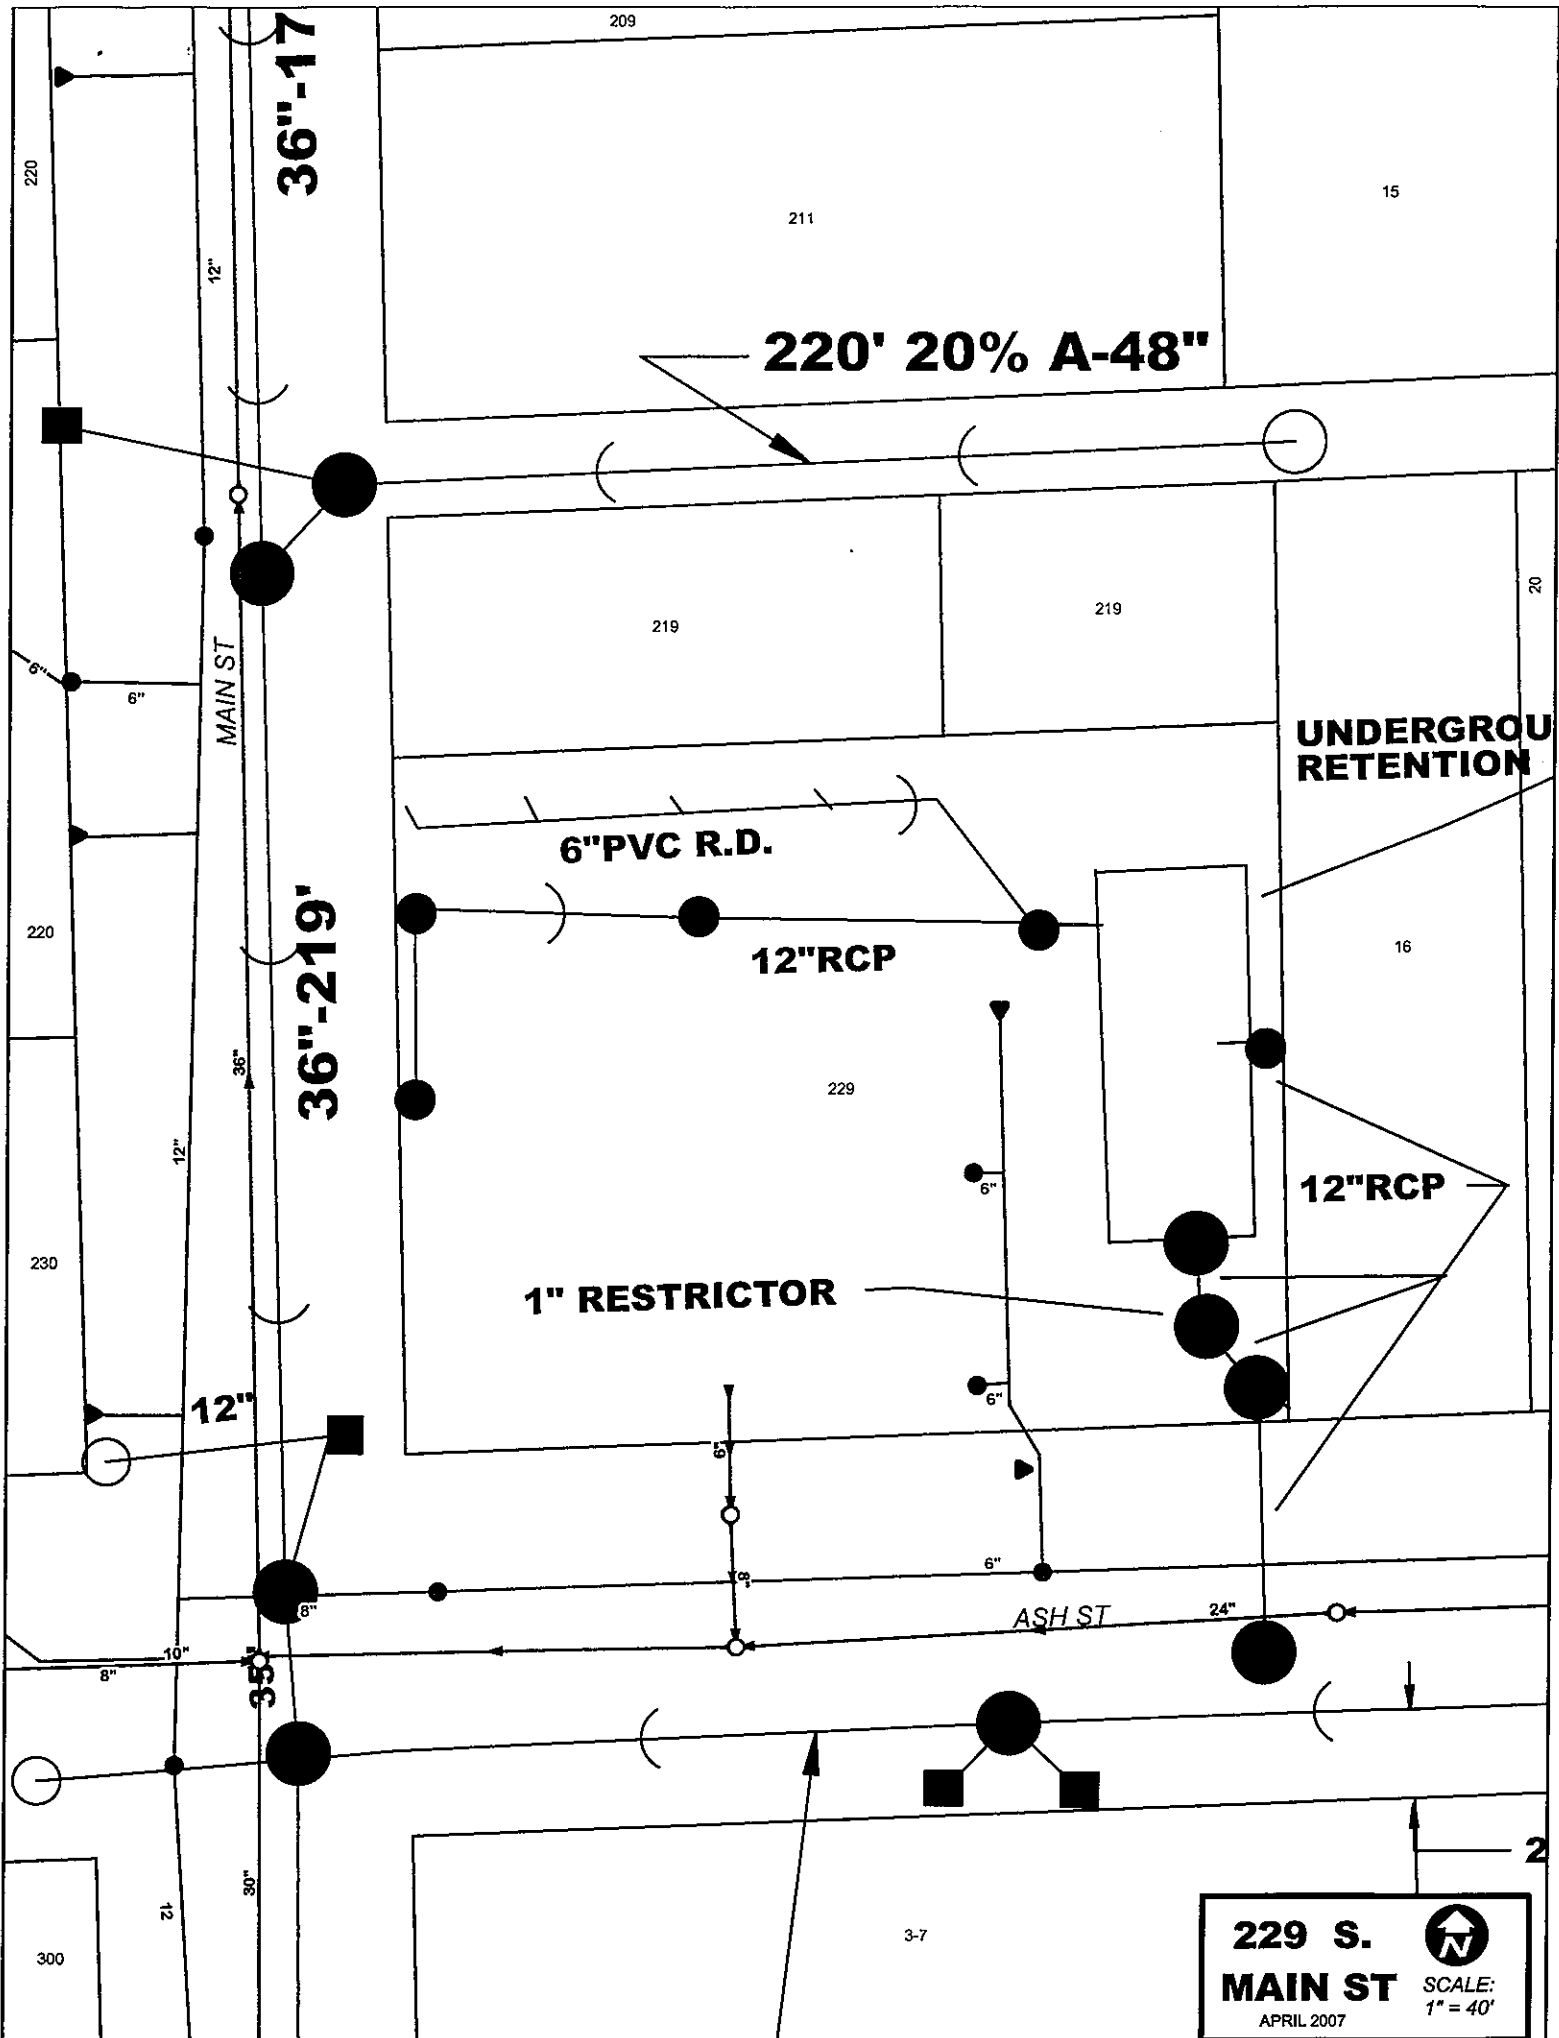 209
36"-17
220
15
211
12"
220' 20% A-48"
20
219
219
MAIN ST
6"
6"
UNDERGROU
RETENTION
6"PVC R.D.
36"-219'
220
16
12"RCP
36"
229
12"
12"RCP
230
1" RESTRICTOR
12"
6"
6"
6"
8"
6"
8"
ASH ST
24"
10"
8"
35'
30"
12
2
3-7
300
229 S.
MAIN ST
APRIL 2007
N
SCALE:
1" = 40'